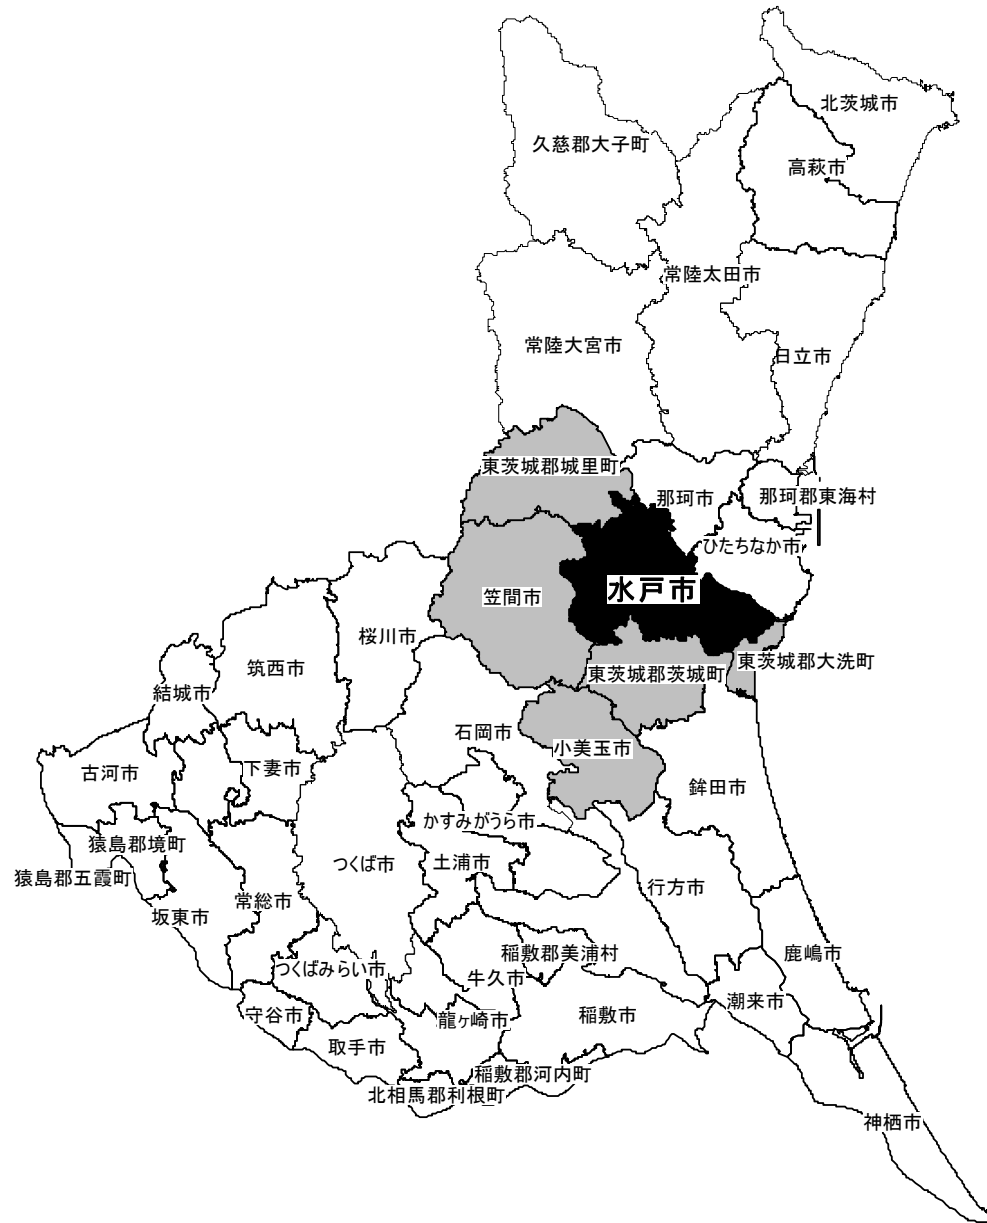 北茨城市
久慈郡大子町
高萩市
常陸太田市
常陸大宮市
日立市
東茨城郡城里町
那珂市
那珂郡東海村
ひたちなか市
水戸市
笠間市
桜川市
東茨城郡大洗町
筑西市
東茨城郡茨城町
結城市
石岡市
小美玉市
下妻市
古河市
鉾田市
かすみがうら市
猿島郡境町
つくば市
土浦市
猿島郡五霞町
行方市
常総市
坂東市
稲敷郡美浦村
鹿嶋市
つくばみらい市
牛久市
潮来市
守谷市
龍ヶ崎市
稲敷市
取手市
稲敷郡河内町
北相馬郡利根町
神栖市